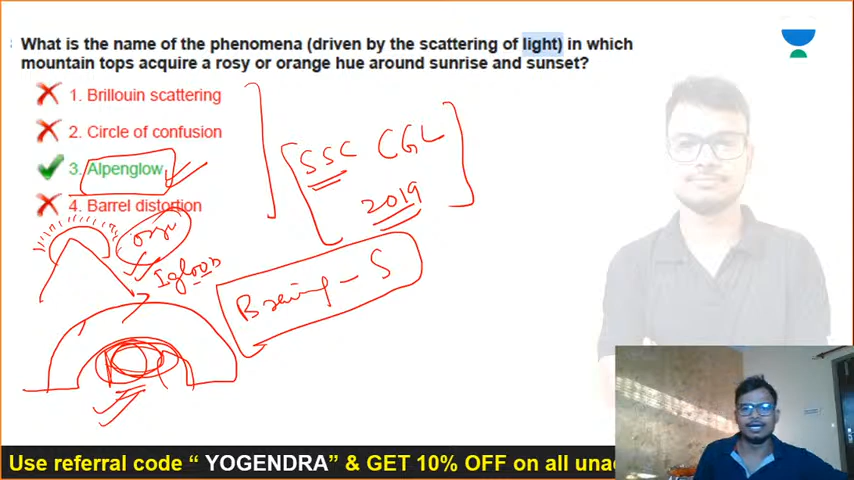 What is the name of the phenomena (driven by the scattering of light) in which
mountain tops acquire a rosy or orange hue around sunrise and sunset?
1. Brillouin scattering
2. Circle of confusion
3. Alpenglow
4. Barrel distortion
SSC CGL
2019
Igloos
Use referral code “ YOGENDRA” & GET 10% OFF on all unac